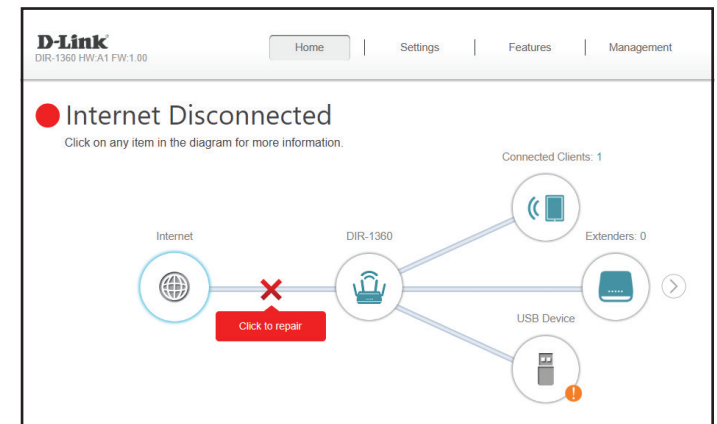 D-Link
DIR-1360 HW:A1 FW:1.00
Home
Settings
Features
Management
Internet Disconnected
Click on any item in the diagram for more information.
Connected Clients: 1
Internet
DIR-1360
Extenders: 0
Click to repair
USB Device